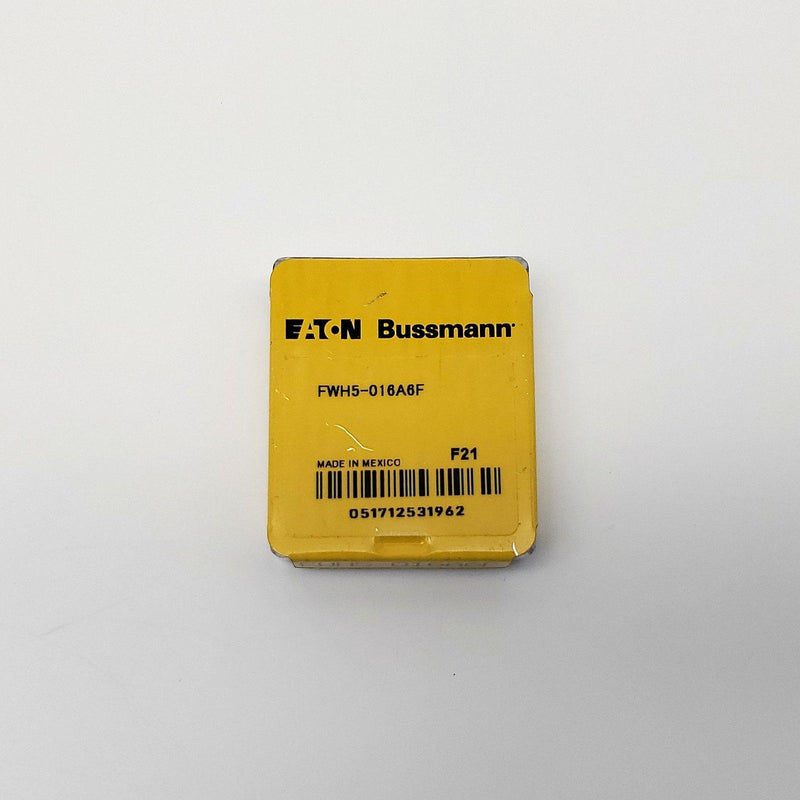 EATON Bussmann
FWH5-016A6F
F21
MADE IN MEXICO
051712531962